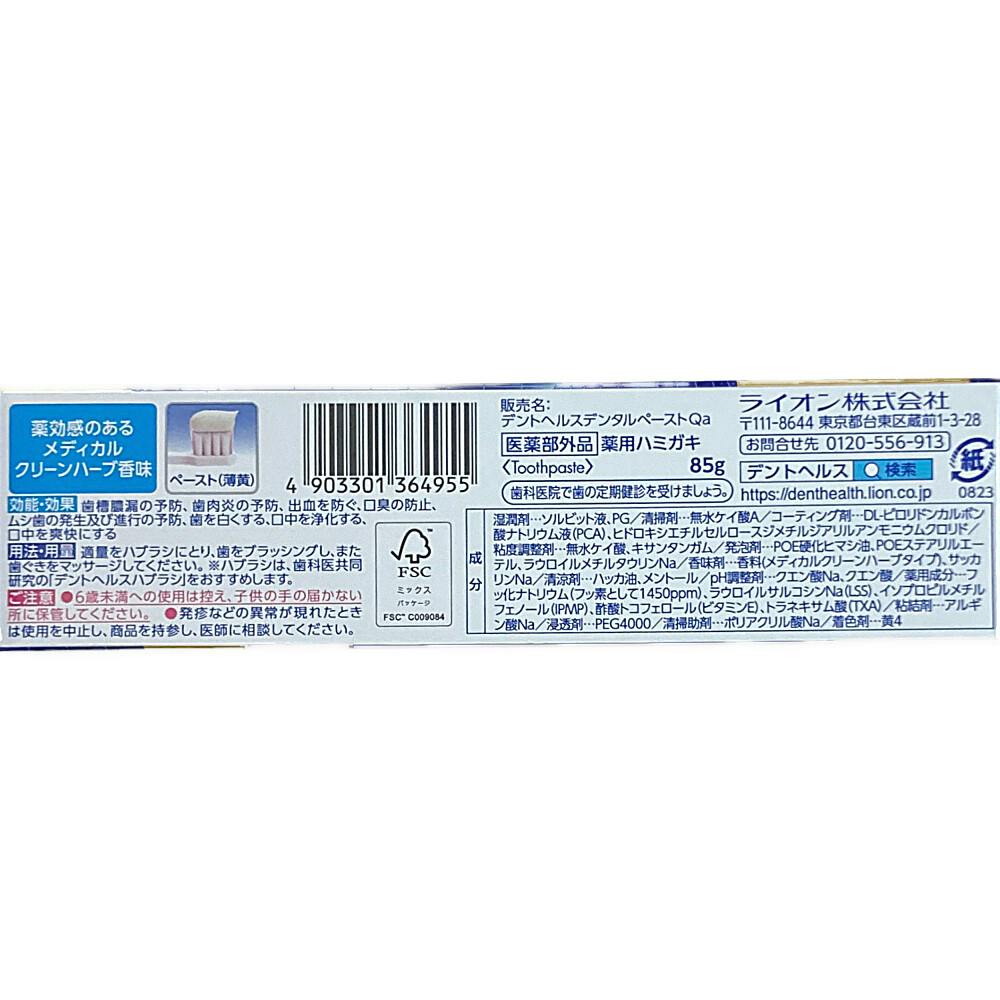 薬効感のある
メディカル
クリーンハーブ香味
ペースト(薄黄)
4 903301 364955
効能・効果 歯槽膿漏の予防、歯肉炎の予防、出血を防ぐ、口臭の防止、
ムシ歯の発生及び進行の予防、歯を白くする、口中を浄化する、
口中を爽快にする
用法・用量 適量をハブラシにとり、歯をブラッシングし、また
歯ぐきをマッサージしてください。※ハブラシは、歯科医共同
研究の「デントヘルスハブラシ」をおすすめします。
ご注意 ●6歳未満への使用は控え、子供の手の届かない
所に保管してください。 ●発疹などの異常が現れたとき
は使用を中止し、商品を持参し、医師に相談してください。
FSC
ミックス
パッケージ
FSC™ C009084
販売名:
デントヘルスデンタルペーストQa
医薬部外品 薬用ハミガキ
〈Toothpaste〉 85g
歯科医院で歯の定期健診を受けましょう。
ライオン株式会社
〒111-8644 東京都台東区蔵前1-3-28
お問合せ先 0120-556-913
デントヘルス 検索
https://denthealth.lion.co.jp 0823
紙
成分
湿潤剤…ソルビット液、PG/清掃剤…無水ケイ酸A/コーティング剤…DL-ピロリドンカルボン
酸ナトリウム液(PCA)、ヒドロキシエチルセルロースジメチルジアリルアンモニウムクロリド/
粘度調整剤…無水ケイ酸、キサンタンガム/発泡剤…POE硬化ヒマシ油、POEステアリルエー
テル、ラウロイルメチルタウリンNa/香味剤…香料(メディカルクリーンハーブタイプ)、サッカ
リンNa/清涼剤…ハッカ油、メントール/pH調整剤…クエン酸Na、クエン酸/薬用成分…フ
ッ化ナトリウム(フッ素として1450ppm)、ラウロイルサルコシンNa(LSS)、イソプロピルメチル
フェノール(IPMP)、酢酸トコフェロール(ビタミンE)、トラネキサム酸(TXA)/粘結剤…アルギ
ン酸Na/浸透剤…PEG4000/清掃助剤…ポリアクリル酸Na/着色剤…黄4